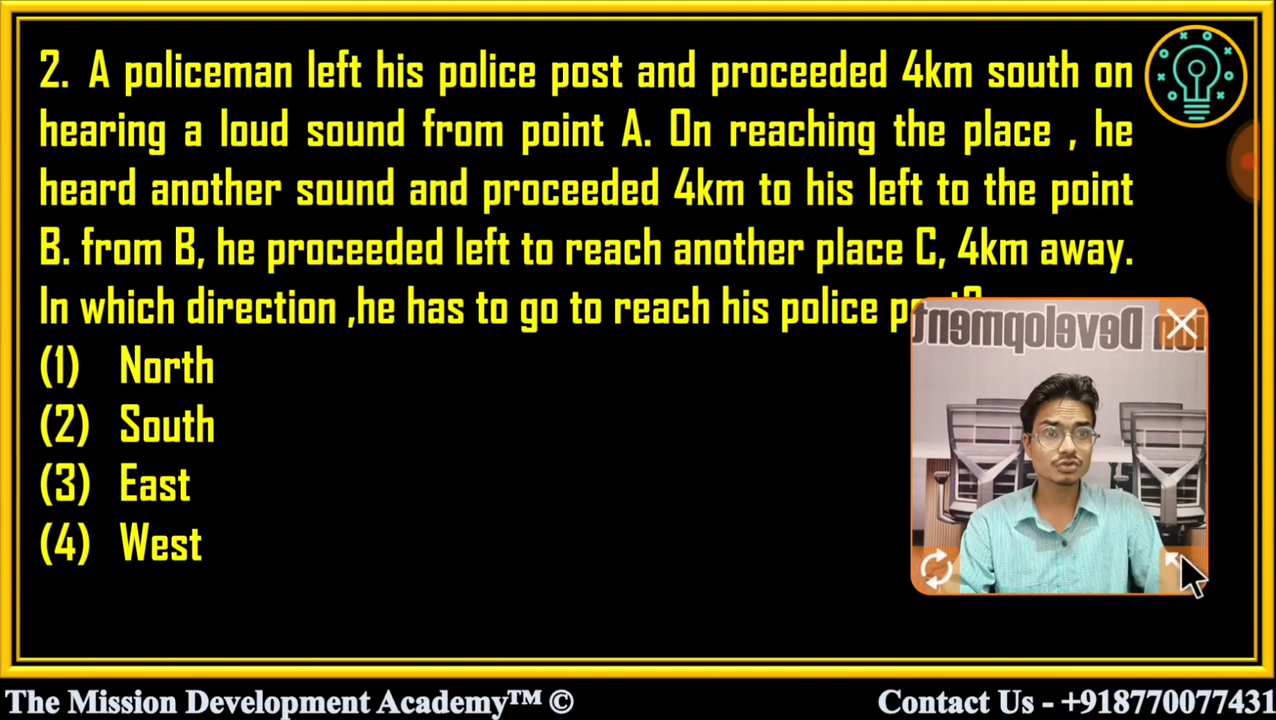 2. A policeman left his police post and proceeded 4km south on
hearing a loud sound from point A. On reaching the place , he
heard another sound and proceeded 4km to his left to the point
B. from B, he proceeded left to reach another place C, 4km away.
In which direction ,he has to go to reach his police
(1) North
(2) South
(3) East
(4) West
Development
The Mission Development Academy™ ©
Contact Us - +918770077431